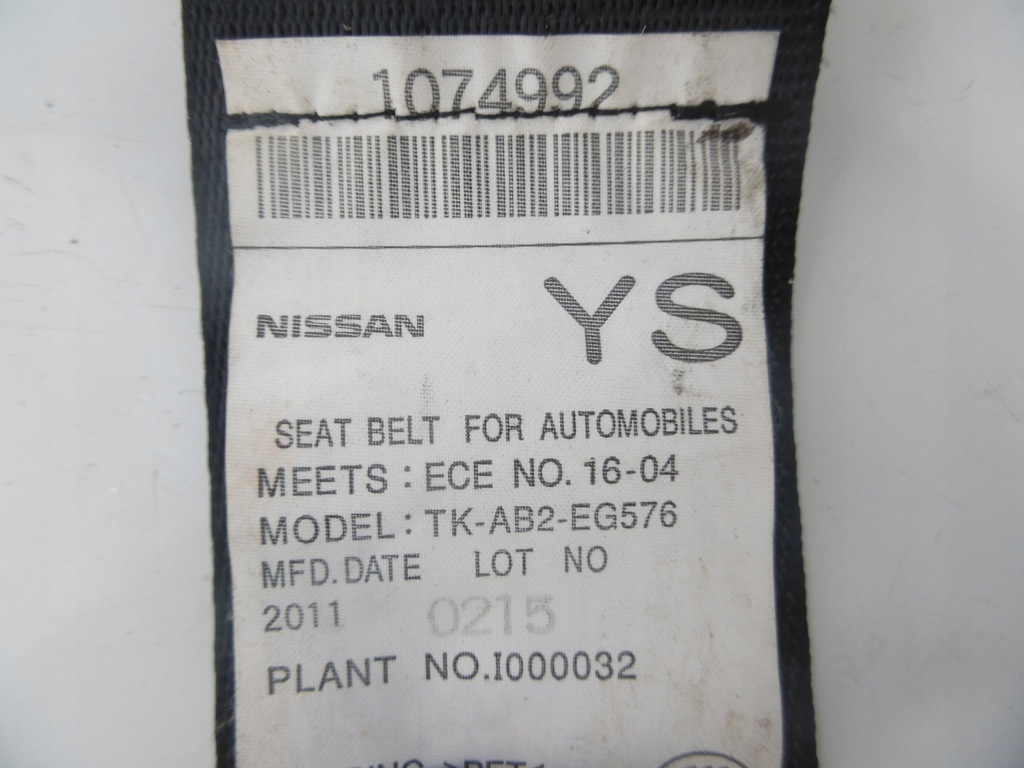 1074992
NISSAN YS
SEAT BELT FOR AUTOMOBILES
MEETS : ECE NO. 16-04
MODEL: TK-AB2-EG576
MFD.DATE LOT NO
2011 0215
PLANT NO.I000032